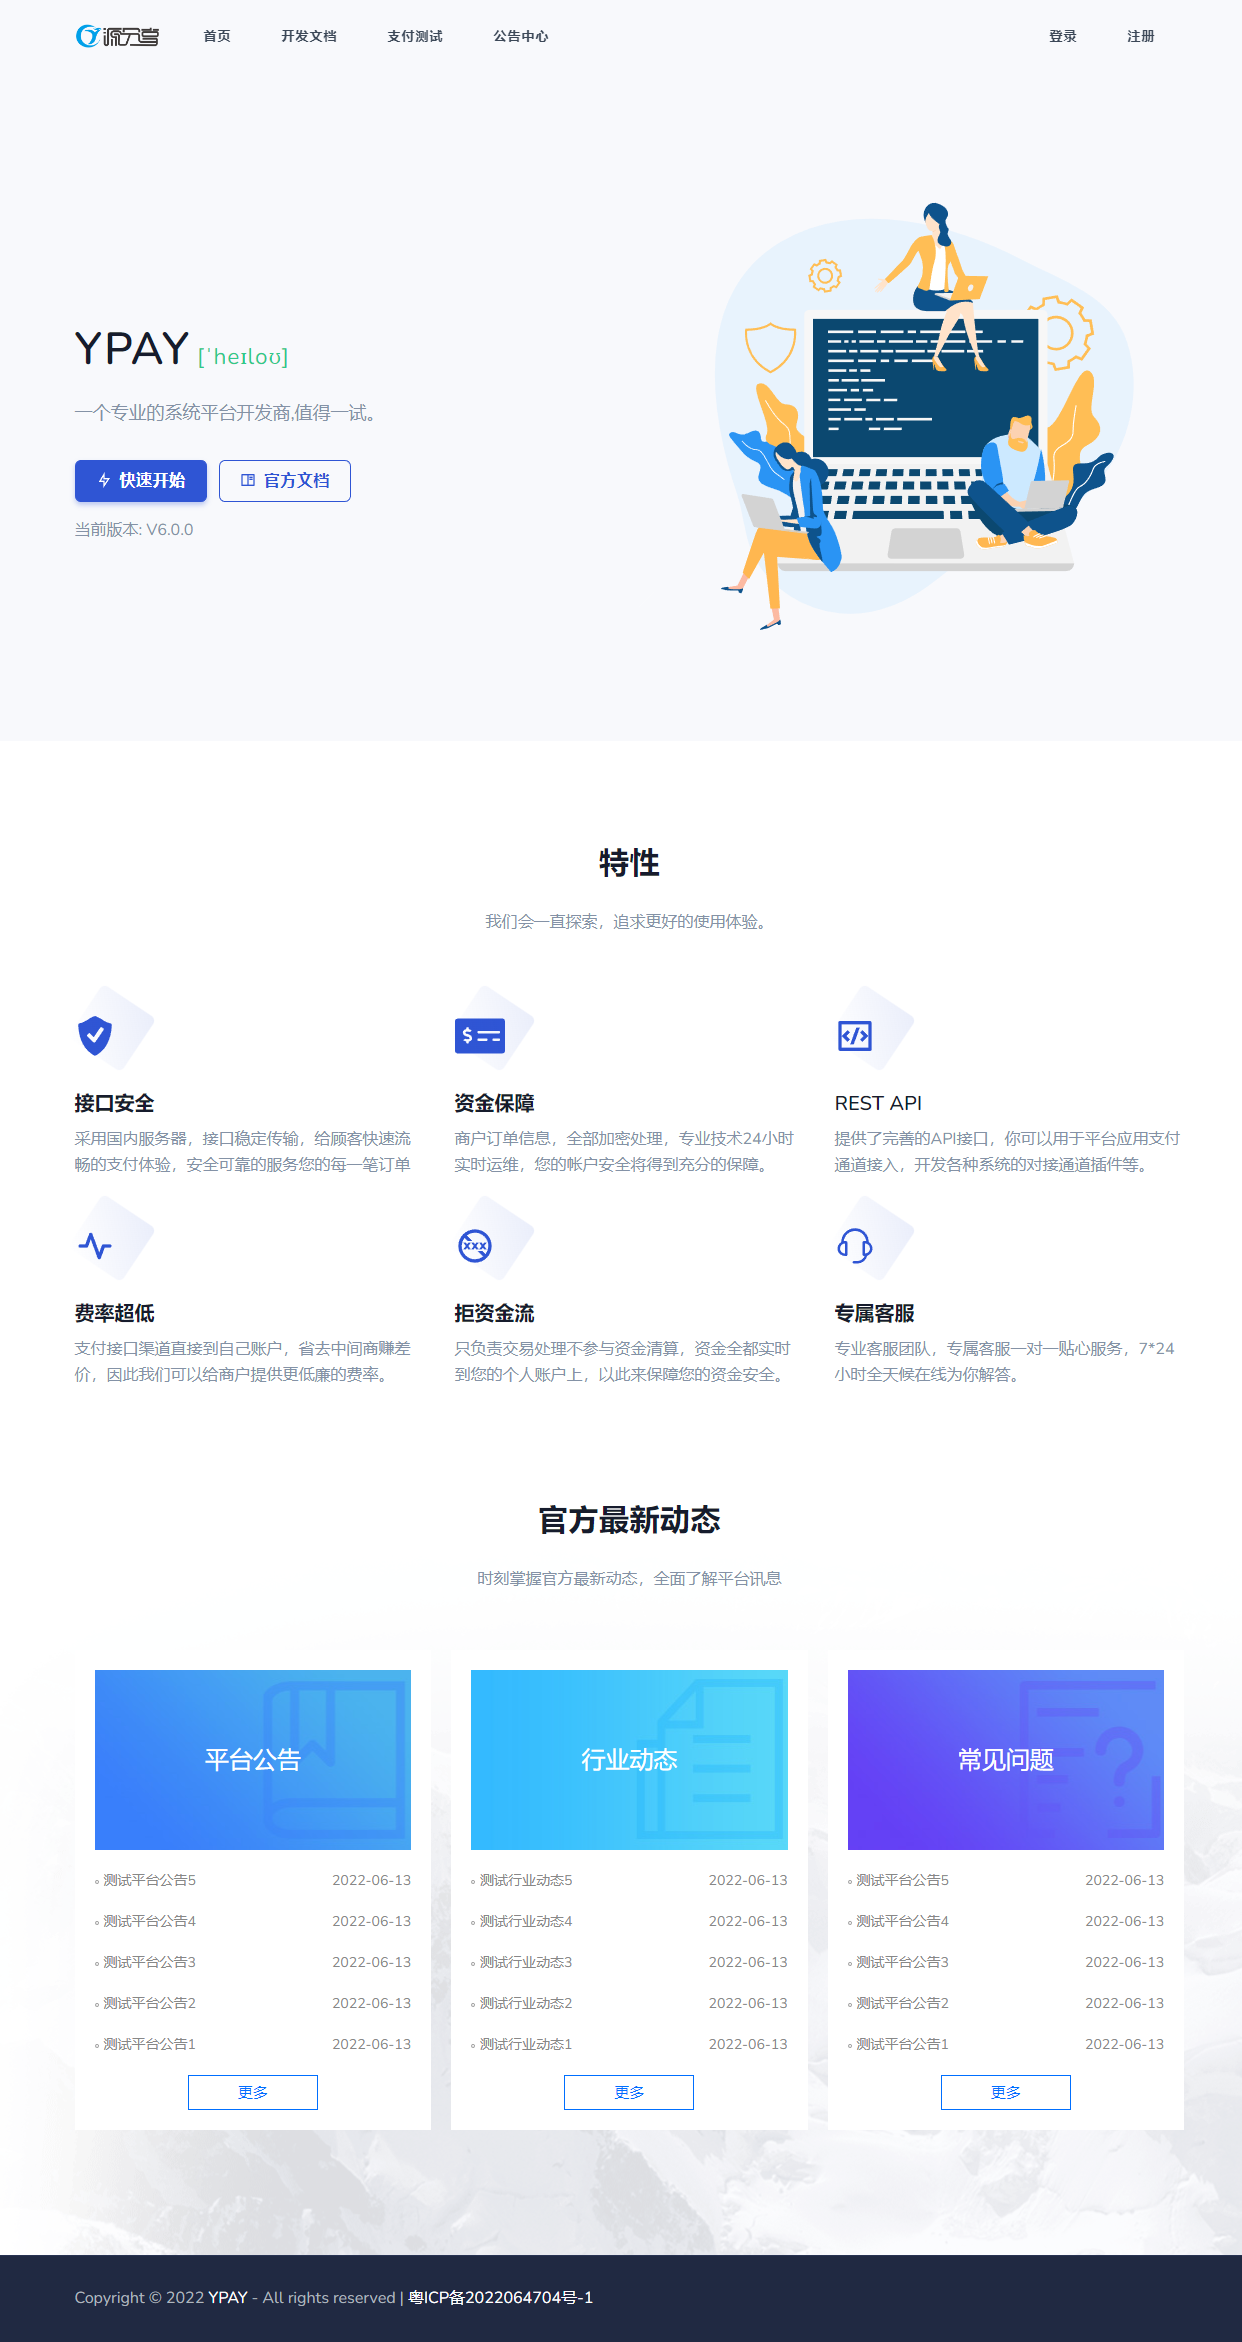 源分享
首页 开发文档 支付测试 公告中心 登录 注册
YPAY [ˈheɪloʊ]
一个专业的系统平台开发商,值得一试。
快速开始 官方文档
当前版本: V6.0.0
特性
我们会一直探索，追求更好的使用体验。
接口安全
采用国内服务器，接口稳定传输，给顾客快速流
畅的支付体验，安全可靠的服务您的每一笔订单
资金保障
商户订单信息，全部加密处理，专业技术24小时
实时运维，您的帐户安全将得到充分的保障。
REST API
提供了完善的API接口，你可以用于平台应用支付
通道接入，开发各种系统的对接通道插件等。
费率超低
支付接口渠道直接到自己账户，省去中间商赚差
价，因此我们可以给商户提供更低廉的费率。
拒资金流
只负责交易处理不参与资金清算，资金全都实时
到您的个人账户上，以此来保障您的资金安全。
专属客服
专业客服团队，专属客服一对一贴心服务，7*24
小时全天候在线为你解答。
官方最新动态
时刻掌握官方最新动态，全面了解平台讯息
平台公告
测试平台公告5 2022-06-13
测试平台公告4 2022-06-13
测试平台公告3 2022-06-13
测试平台公告2 2022-06-13
测试平台公告1 2022-06-13
更多
行业动态
测试行业动态5 2022-06-13
测试行业动态4 2022-06-13
测试行业动态3 2022-06-13
测试行业动态2 2022-06-13
测试行业动态1 2022-06-13
更多
常见问题
测试平台公告5 2022-06-13
测试平台公告4 2022-06-13
测试平台公告3 2022-06-13
测试平台公告2 2022-06-13
测试平台公告1 2022-06-13
更多
Copyright © 2022 YPAY - All rights reserved | 粤ICP备2022064704号-1